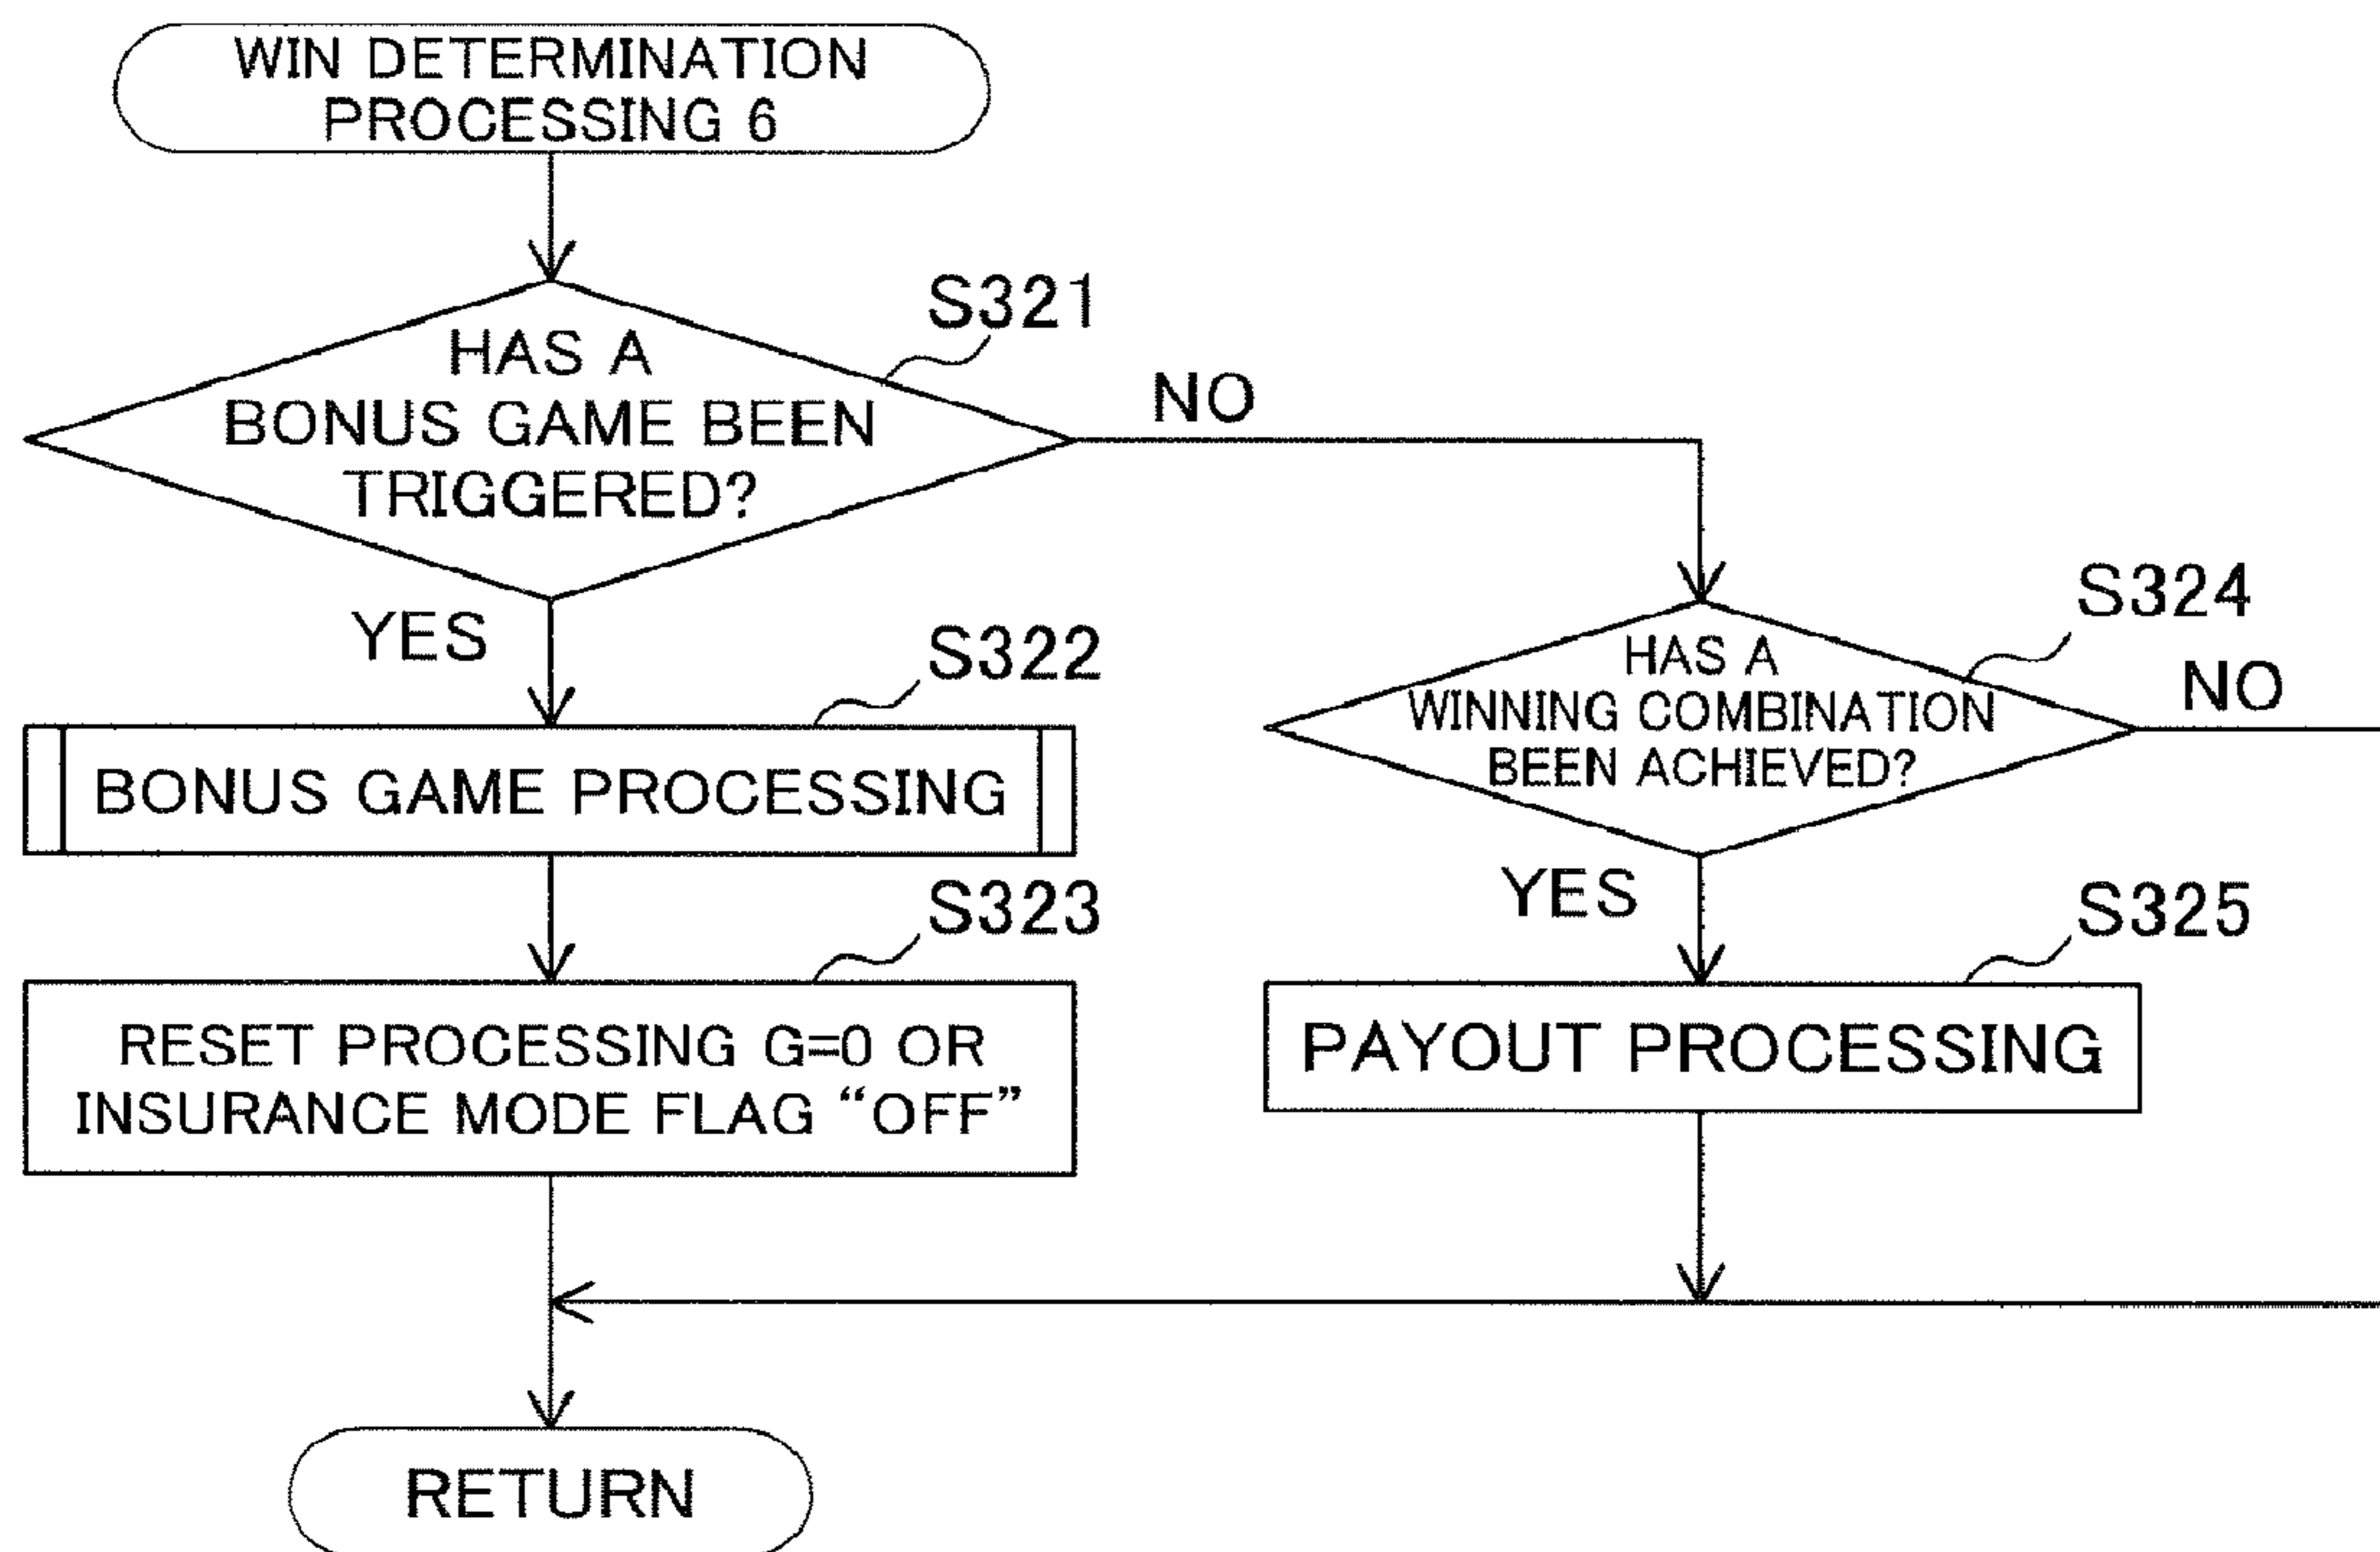 WIN DETERMINATION
PROCESSING 6
S321
HAS A
BONUS GAME BEEN
TRIGGERED?
NO
YES
S322
BONUS GAME PROCESSING
S323
RESET PROCESSING G=0 OR
INSURANCE MODE FLAG “OFF”
S324
HAS A
WINNING COMBINATION
BEEN ACHIEVED?
NO
YES
S325
PAYOUT PROCESSING
RETURN